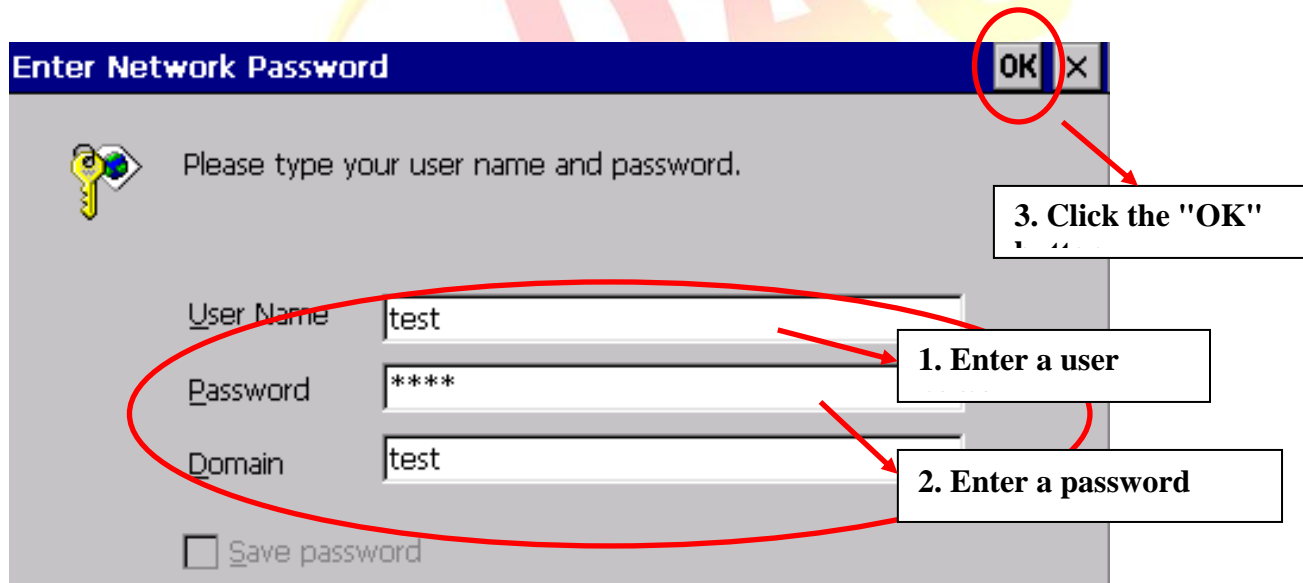 Enter Network Password OK ×
Please type your user name and password.
3. Click the "OK"
User Name test
1. Enter a user
Password ****
Domain test
2. Enter a password
Save password